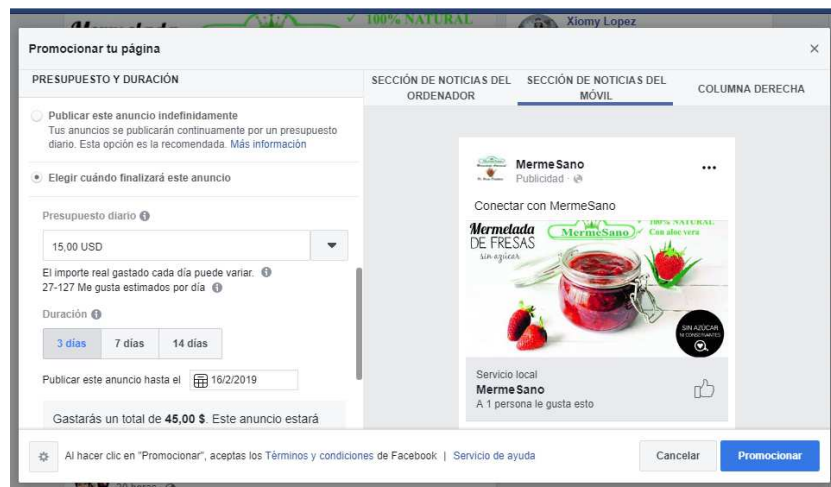 100% NATURAL
Xiomy Lopez
Promocionar tu página
PRESUPUESTO Y DURACIÓN
Publicar este anuncio indefinidamente
Tus anuncios se publicarán continuamente por un presupuesto
diario. Esta opción es la recomendada. Más información
Elegir cuándo finalizará este anuncio
Presupuesto diario
15,00 USD
El importe real gastado cada día puede variar.
27-127 Me gusta estimados por día
Duración
3 días 7 días 14 días
Publicar este anuncio hasta el 16/2/2019
Gastarás un total de 45,00 $. Este anuncio estará
SECCIÓN DE NOTICIAS DEL
ORDENADOR
SECCIÓN DE NOTICIAS DEL
MÓVIL
COLUMNA DERECHA
MermeSano
Publicidad
Conectar con MermeSano
Mermelada
DE FRESAS
sin azúcar
MermeSano
100% NATURAL
Con aloe vera
SIN AZÚCAR
NI CONSERVANTES
Servicio local
MermeSano
A 1 persona le gusta esto
Al hacer clic en "Promocionar", aceptas los Términos y condiciones de Facebook | Servicio de ayuda
Cancelar
Promocionar